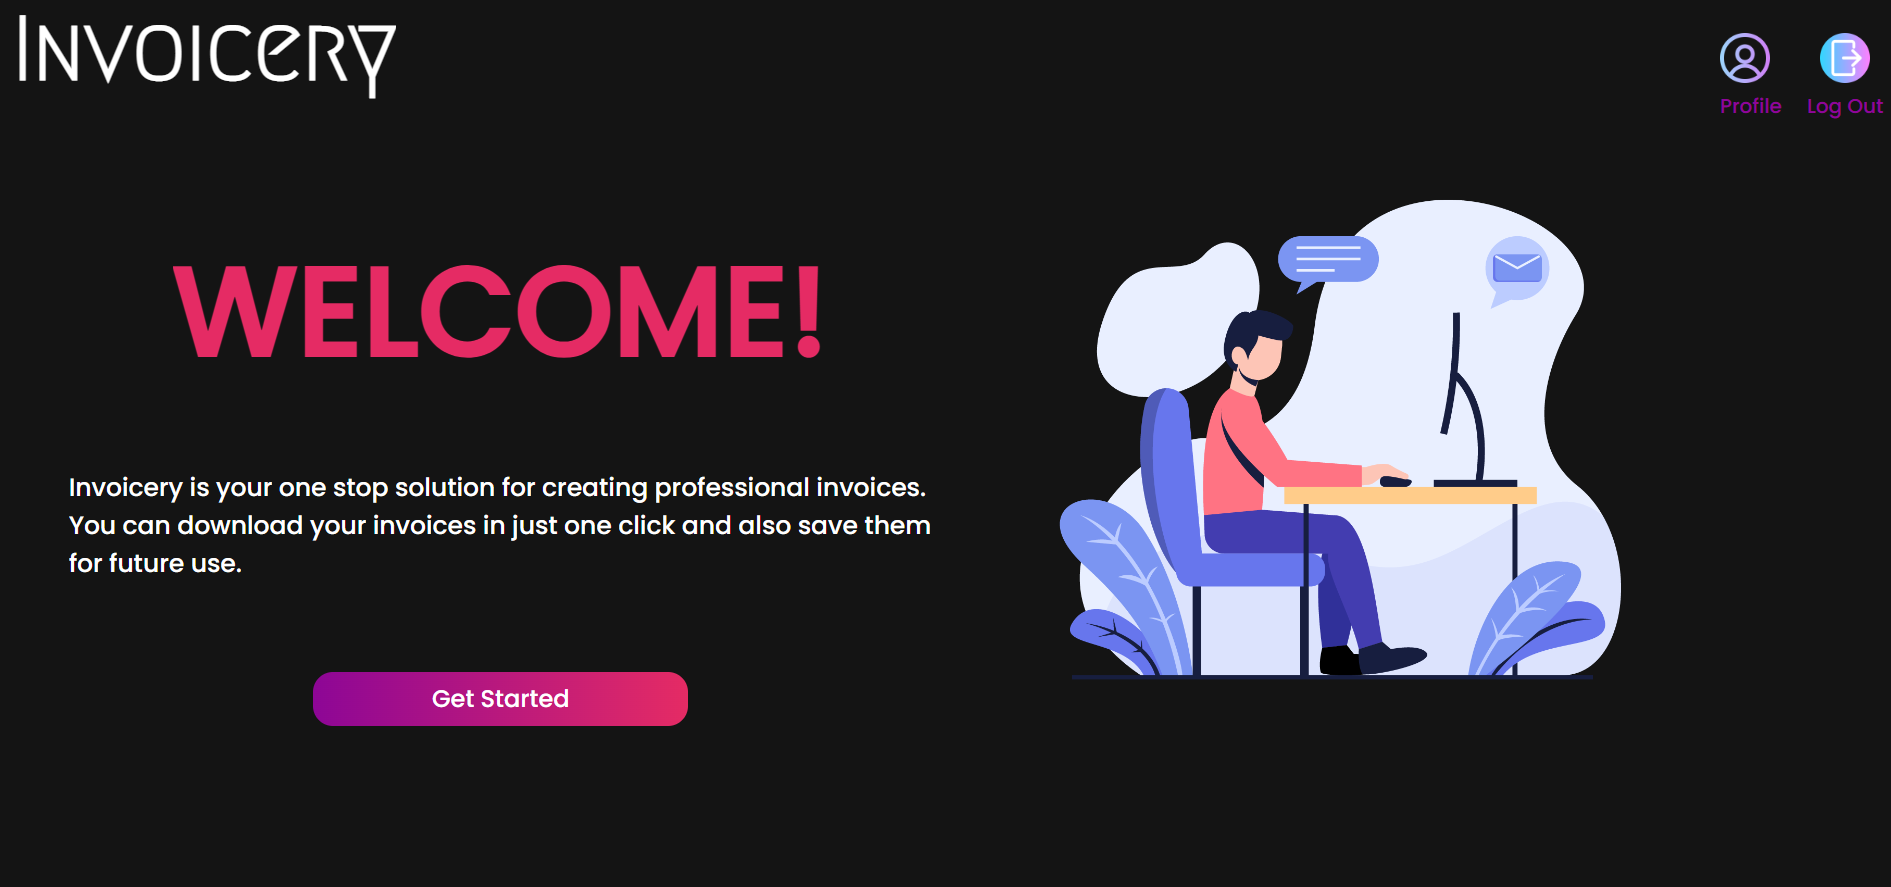 INVOICERY
Profile
Log Out
WELCOME!
Invoicery is your one stop solution for creating professional invoices.
You can download your invoices in just one click and also save them
for future use.
Get Started